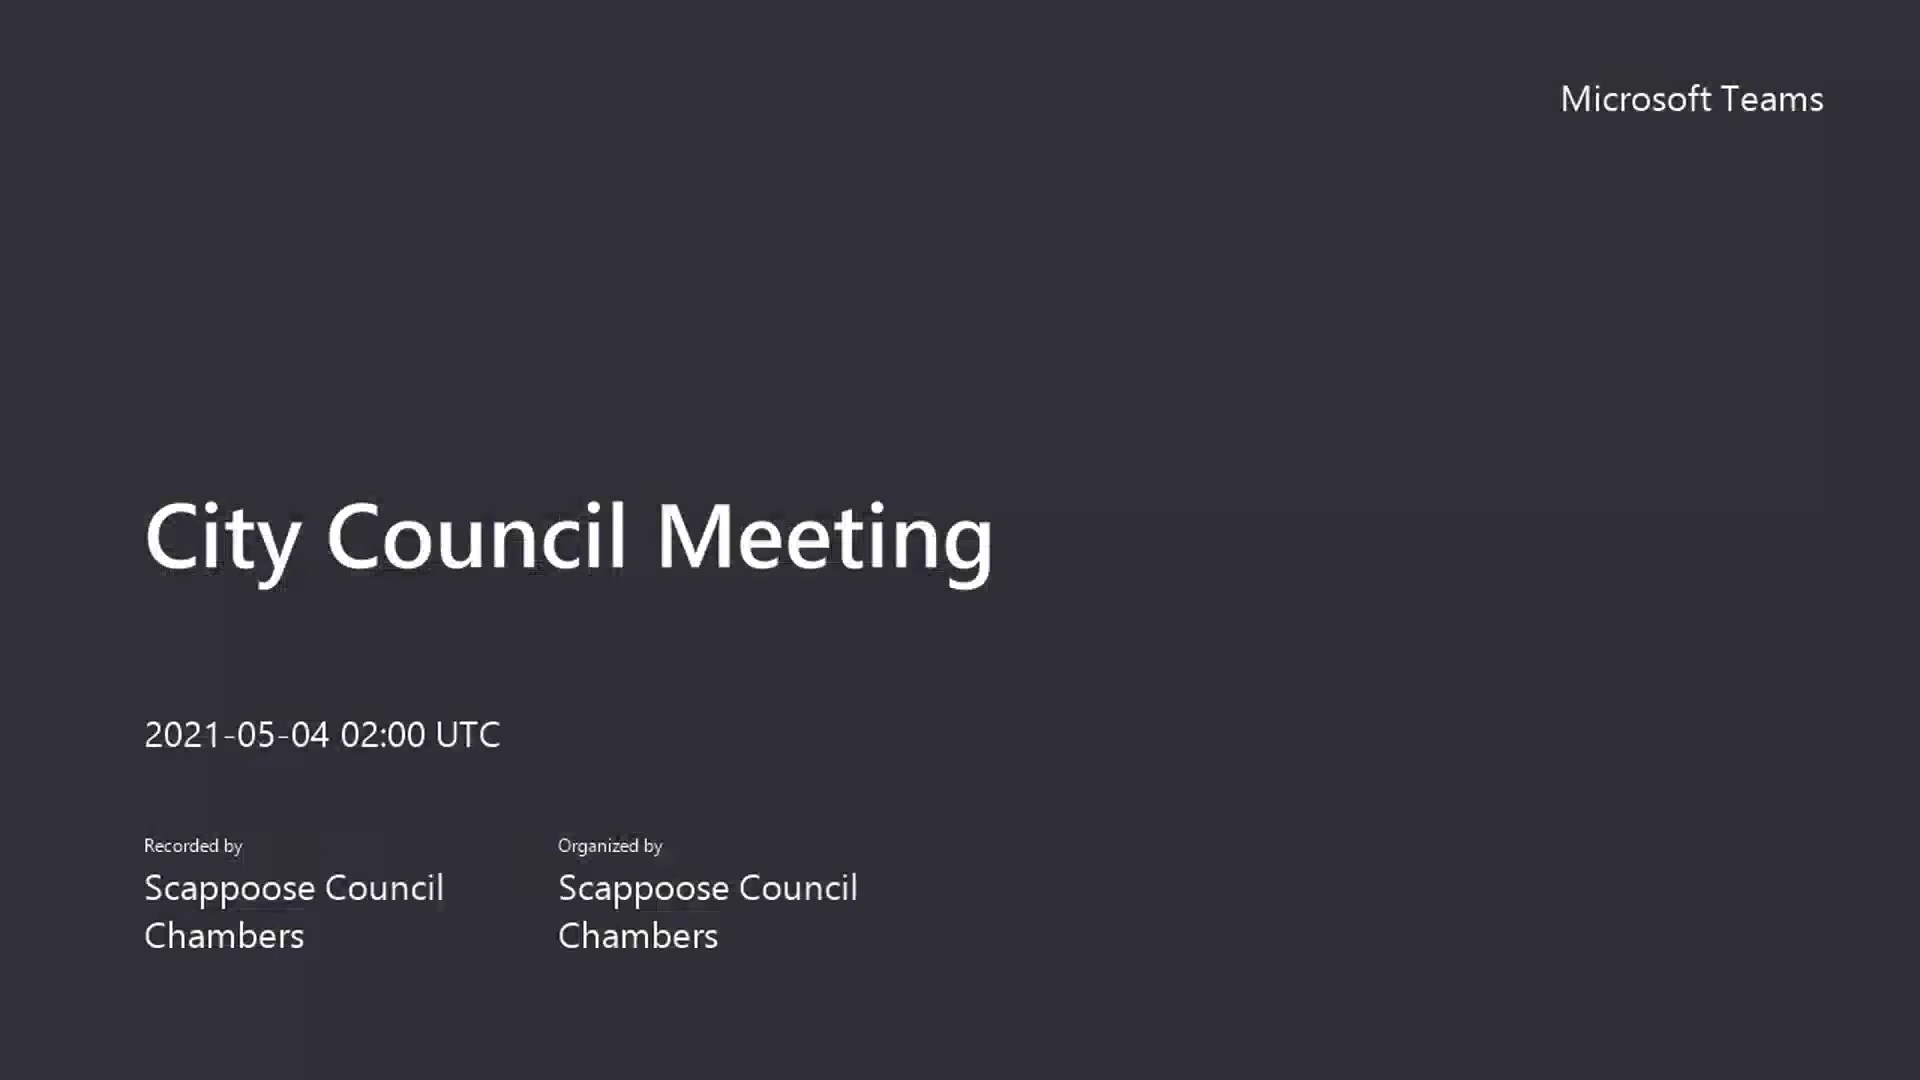 Microsoft Teams
City Council Meeting
2021-05-04 02:00 UTC
Recorded by
Scappoose Council
Chambers
Organized by
Scappoose Council
Chambers